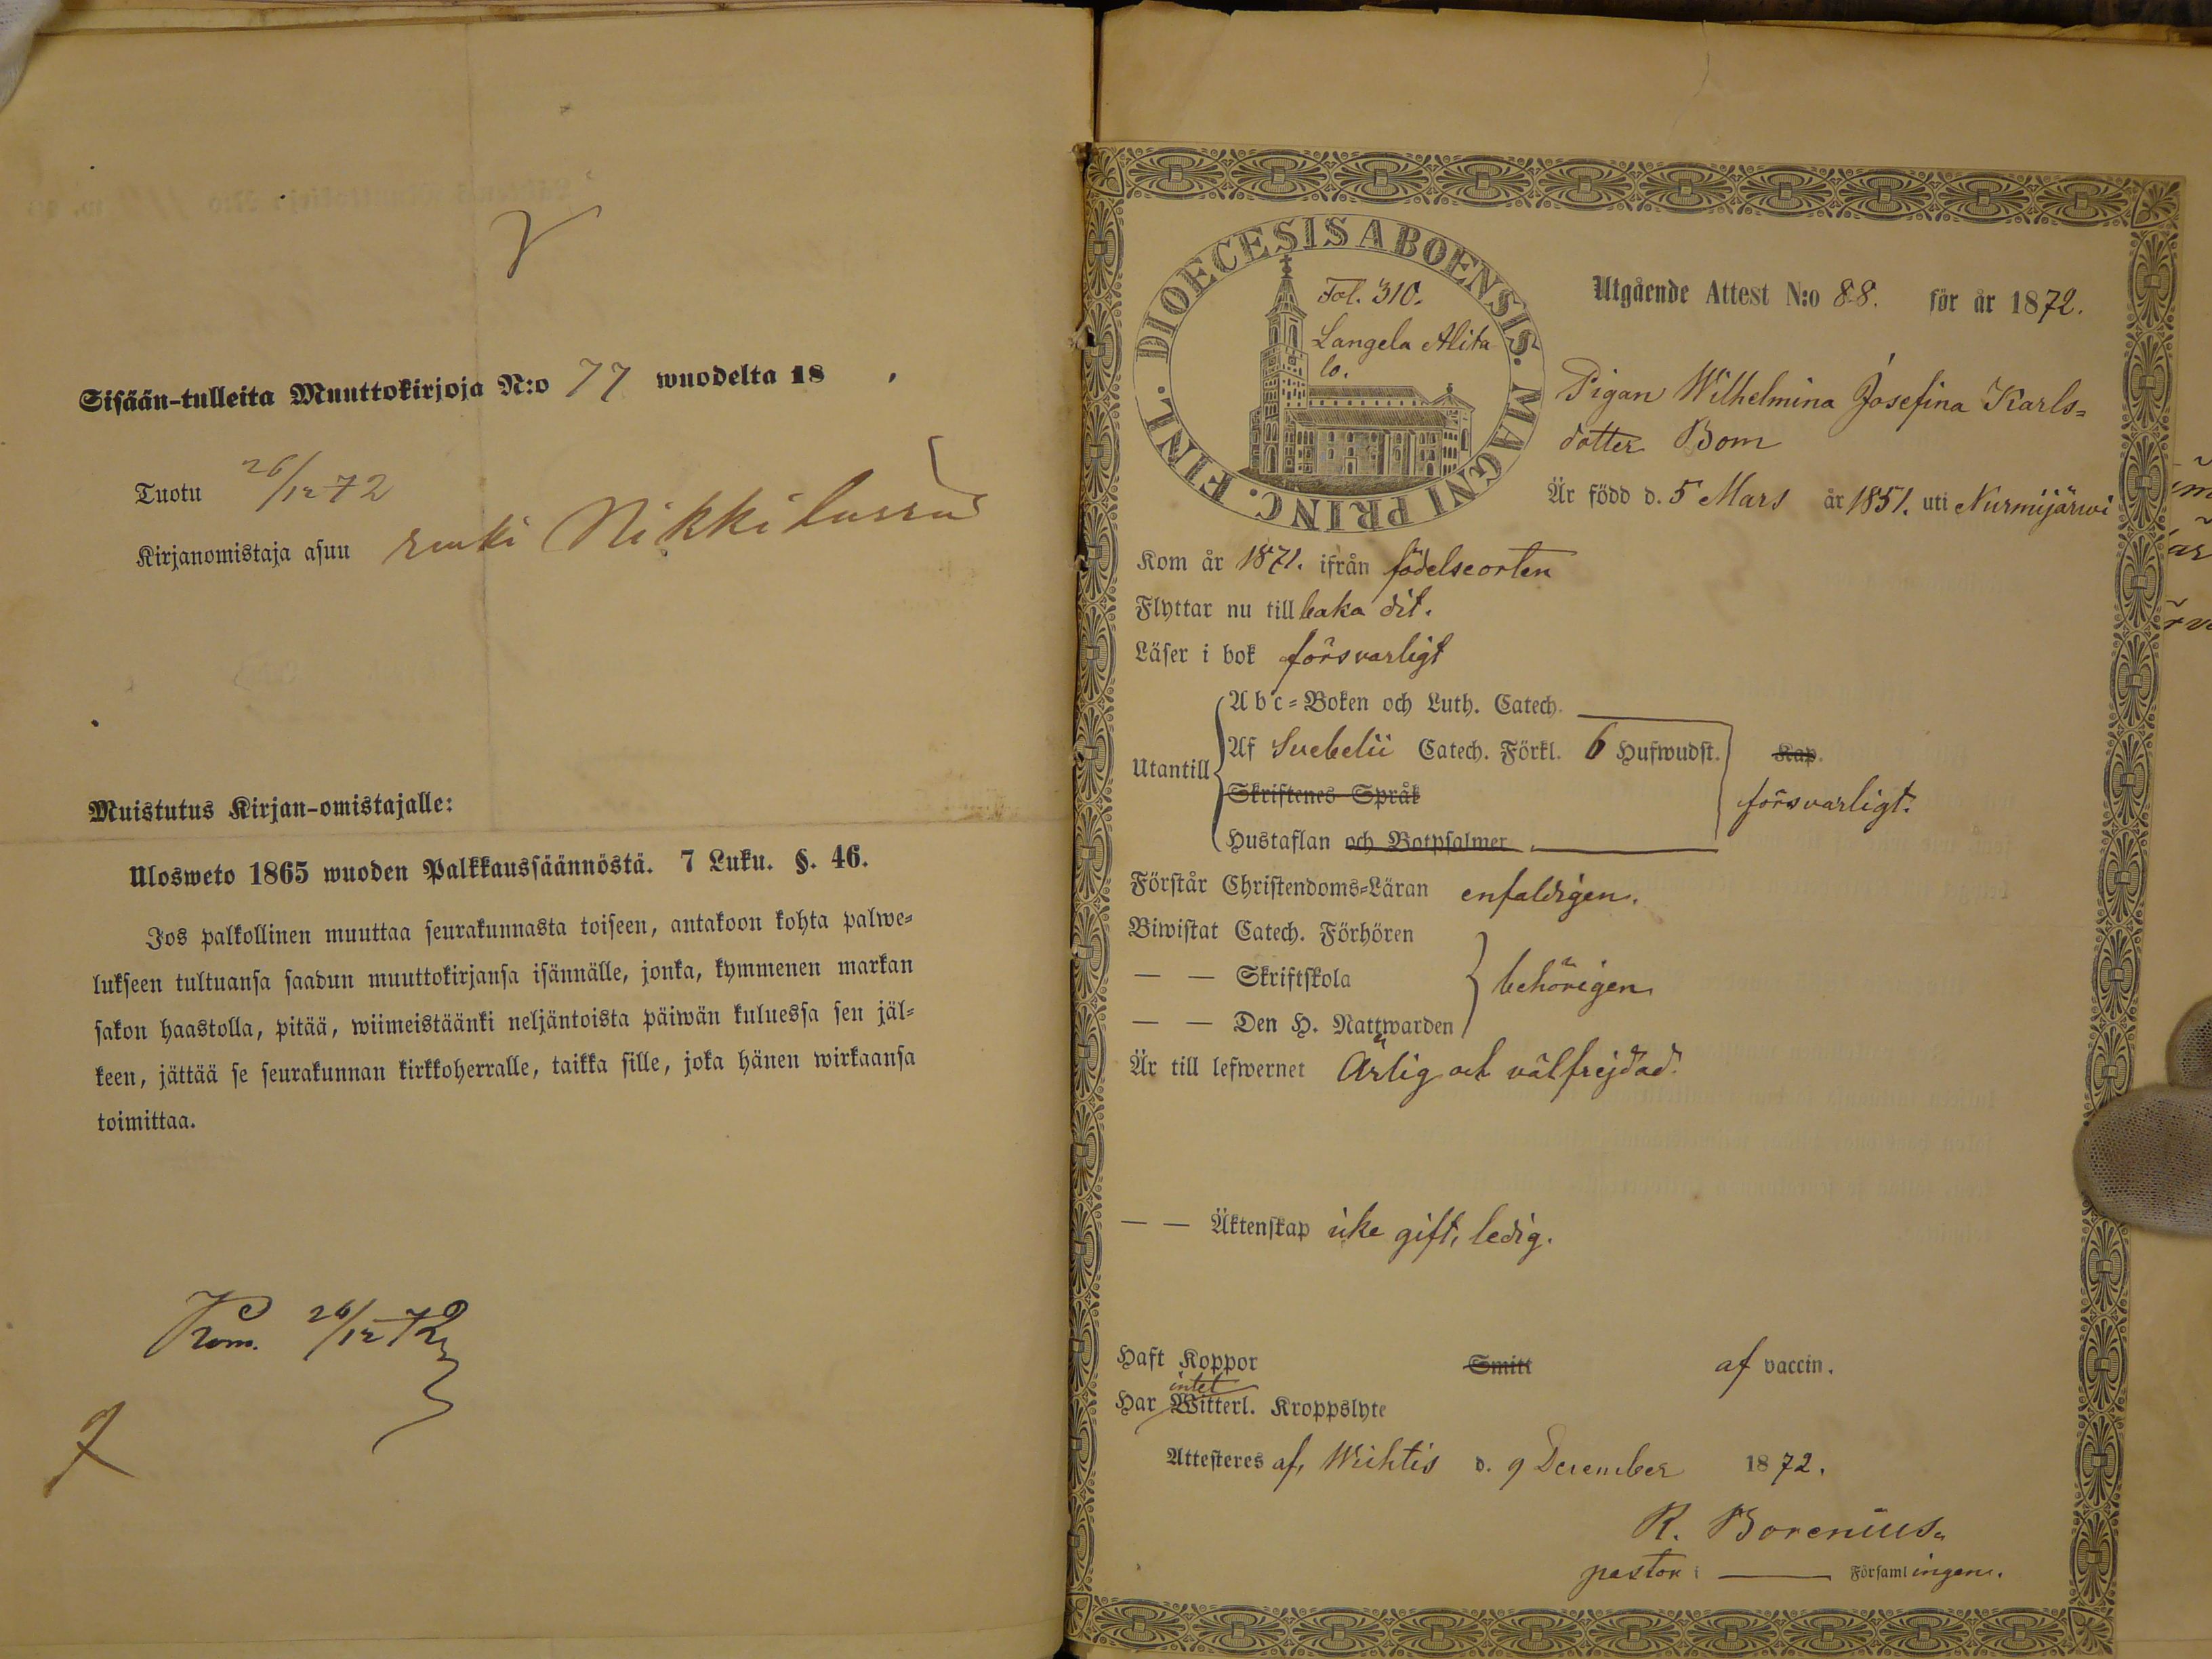 Sisään-tulleita Muuttokirjoja N:o 77 wuodelta 18 .
Tuotu 26/12 72
Kirjanomistaja asuu Nikkilassa
Muistutus Kirjan-omistajalle:
Ulosweto 1865 wuoden Palkkaussäännöstä. 7 Luku. §. 46.
Jos palkollinen muuttaa seurakunnasta toiseen, antakoon kohta palwe=
lukseen tultuansa saadun muuttokirjansa isännälle, jonka, kymmenen markan
sakon haastolla, pitää, wiimeistäänki neljäntoista päiwän kuluessa sen jäl=
keen, jättää se seurakunnan kirkkoherralle, taikka sille, joka hänen wirkaansa
toimittaa.
Kom. 26/12 72
DIOECESIS ABOENSIS. MAGNI PRINC. FINL.
Fol. 310.
Langela Alita
lo.
Utgående Attest N:o 88. för år 1872.
Pigan Wilhelmina Josefina Karls=
dotter Bom
Är född d. 5 Mars år 1851. uti Nurmijärwi
Kom år 1871. ifrån födelseorten
Flyttar nu till baka dit.
Läser i bok försvarligt
Utantill
Abc=Boken och Luth. Catech.
Af Svebelii Catech. Förkl. 6 Hufwudst. Kap.
Skriftenes Språk
försvarligt.
Hustaflan och Botpsalmer
Förstår Christendoms=Läran enfaldigen.
Biwistat Catech. Förhören
— — Skriftskola
behörigen
— — Den H. Nattwarden
Är till lefwernet Ärlig och välfrejdad.
— — Äktenskap icke gift, ledig.
Haft Koppor Smitt af vaccin.
intet
Har Witterl. Kroppslyte
Attesteres af, Wichtis d. 9 December 1872.
R. Borenius.
pastor i — Församlingen.